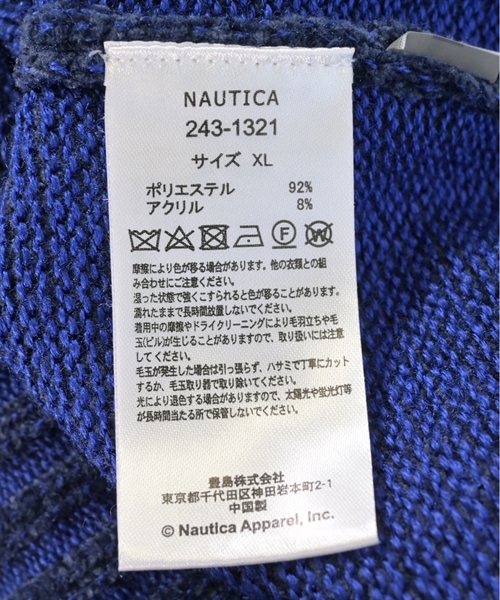 NAUTICA
243-1321
サイズ XL
ポリエステル 92%
アクリル 8%
F W
摩擦により色が移る場合があります。他の衣類との組
み合わせにご注意ください。
湿った状態で強くこすられると色が移ることがあります。
濡れたままで長時間放置しないでください。
着用中の摩擦やドライクリーニングにより毛羽立ちや毛
玉(ピル)が生じることがありますので、取り扱いには注意
してください。
毛玉が発生した場合は引っ張らず、ハサミで丁寧にカット
するか、毛玉取り器で取り除いてください。
光により退色する場合がありますので、太陽光や蛍光灯等
が長時間当たる所で保管しないでください。
豊島株式会社
東京都千代田区神田岩本町2-1
中国製
© Nautica Apparel, Inc.